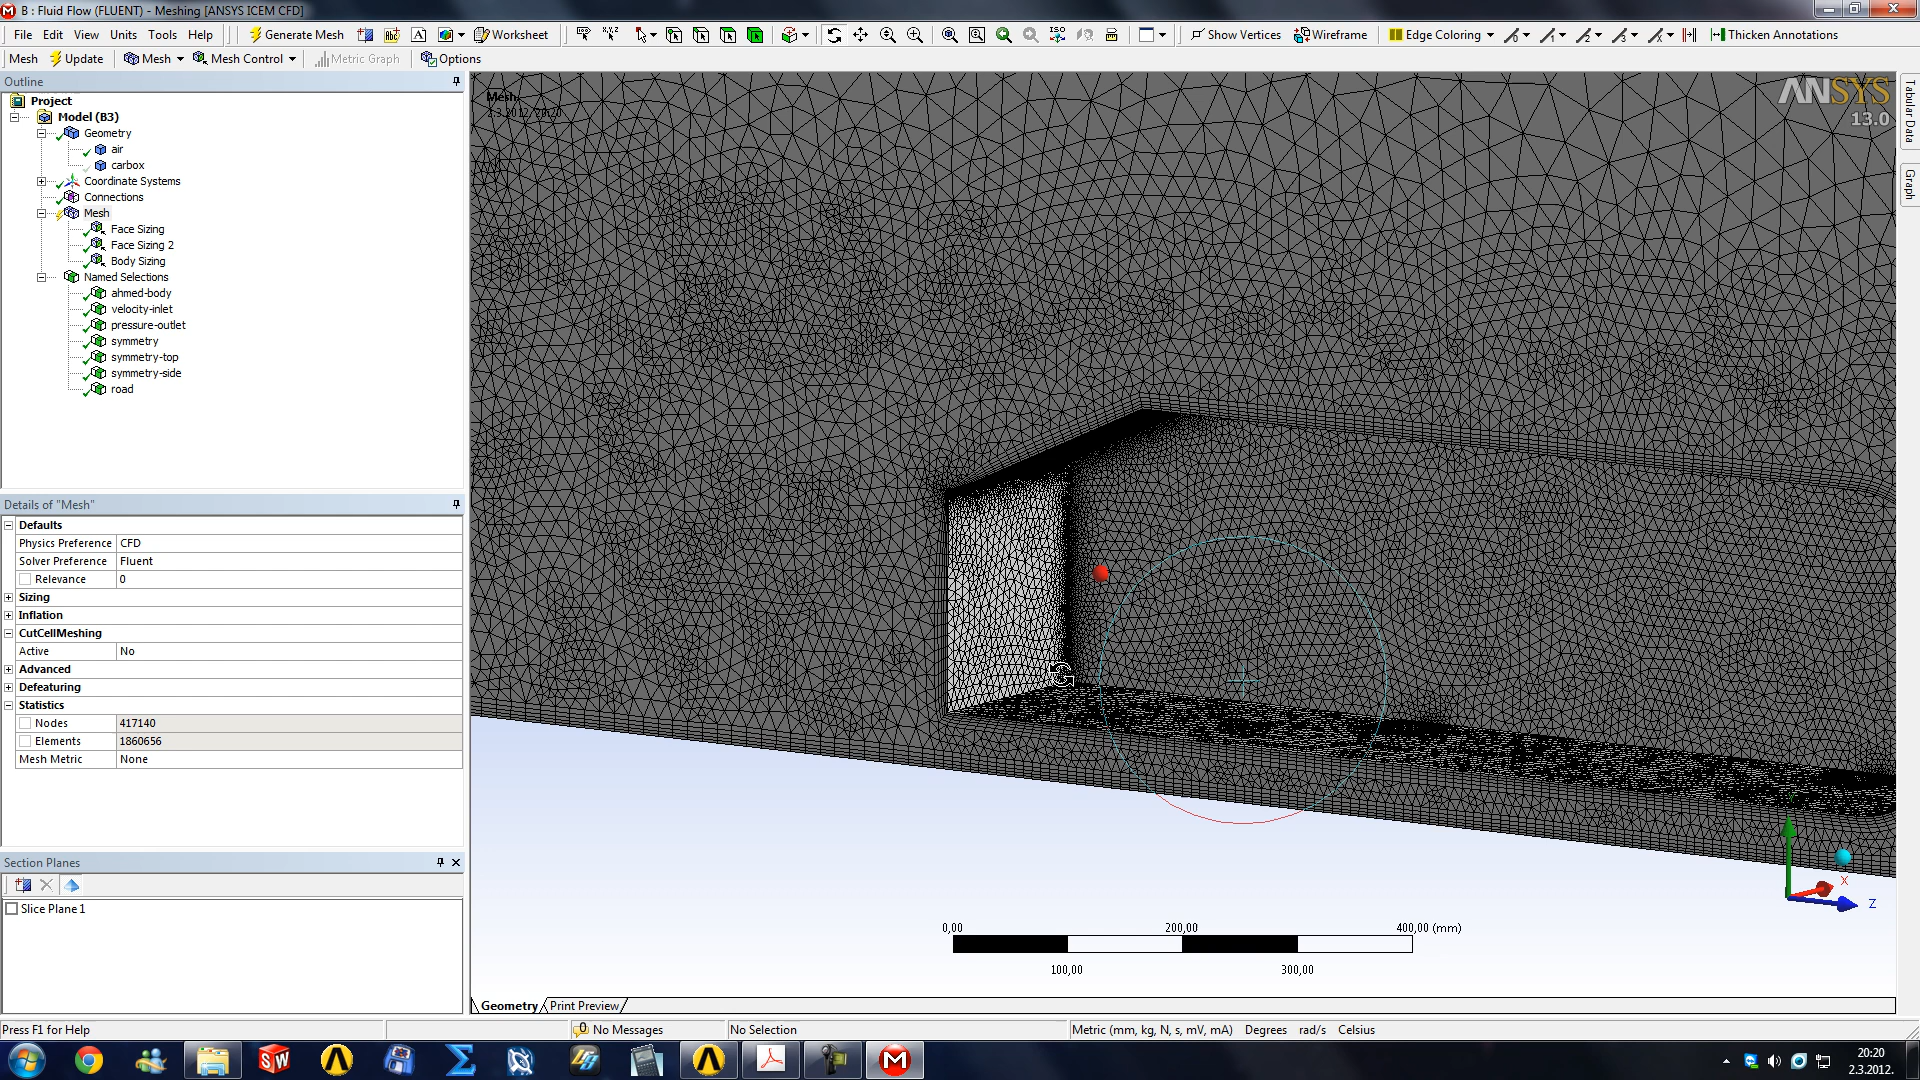 B : Fluid Flow (FLUENT) - Meshing [ANSYS ICEM CFD]
File Edit View Units Tools Help Generate Mesh Worksheet Show Vertices Wireframe Edge Coloring Thicken Annotations
Mesh Update Mesh Mesh Control Metric Graph Options
Outline
Project
Model (B3)
Geometry
air
carbox
Coordinate Systems
Connections
Mesh
Face Sizing
Face Sizing 2
Body Sizing
Named Selections
ahmed-body
velocity-inlet
pressure-outlet
symmetry
symmetry-top
symmetry-side
road
Details of "Mesh"
Defaults
Physics Preference CFD
Solver Preference Fluent
Relevance 0
Sizing
Inflation
CutCellMeshing
Active No
Advanced
Defeaturing
Statistics
Nodes 417140
Elements 1860656
Mesh Metric None
Section Planes
Slice Plane 1
Mesh
2.3.2012. 20:20
ANSYS
13.0
Tabular Data
Graph
X
Z
0,00 200,00 400,00 (mm)
100,00 300,00
Geometry Print Preview
Press F1 for Help 0 No Messages No Selection Metric (mm, kg, N, s, mV, mA) Degrees rad/s Celsius
20:20
2.3.2012.